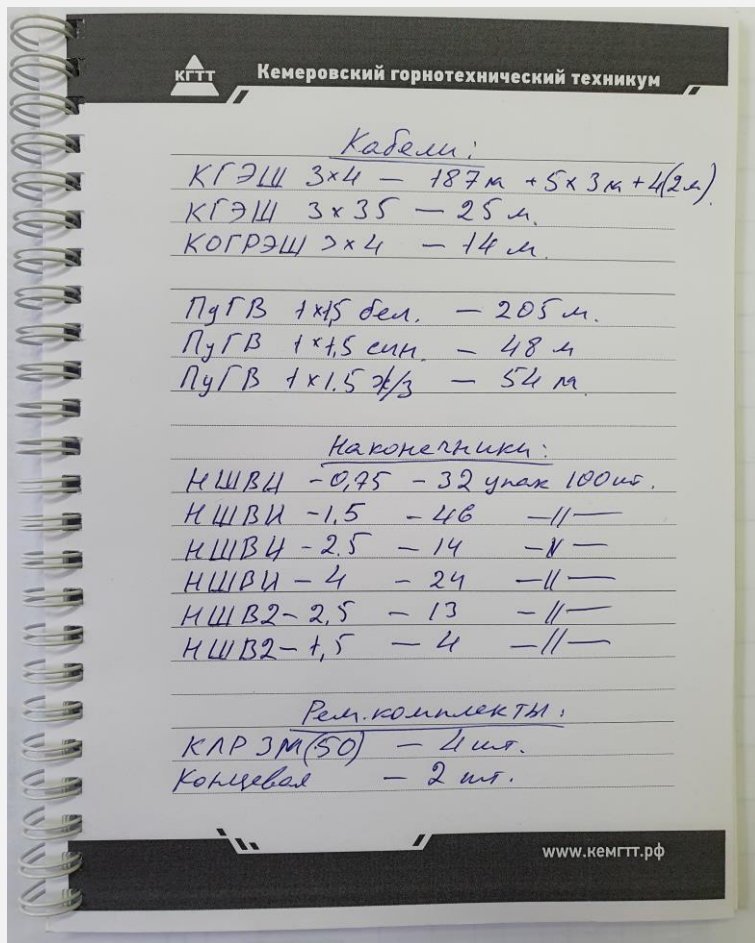 КГТТ
Кемеровский горнотехнический техникум
Кабели:
КГЭШ 3×4 — 187 м + 5 x 3 м + 4(2м).
КГЭШ 3 x 35 — 25 м.
КОГРЭШ 3×4 — 14 м.
ПуГВ 1×1,5 бел. — 205 м.
ПуГВ 1×1,5 син. — 48 м
ПуГВ 1×1.5 ж/з — 54 м.
Наконечники:
НШВИ - 0,75 - 32 упак 100шт.
НШВИ - 1.5 - 46 —//—
НШВИ - 2.5 - 14 —//—
НШВИ - 4 - 24 —//—
НШВ2 - 2,5 - 13 —//—
НШВ2 - 1,5 - 4 —//—
Рем. комплекты:
КЛР 3М(50) — 4 шт.
Концевая — 2 шт.
www.кемгтт.рф